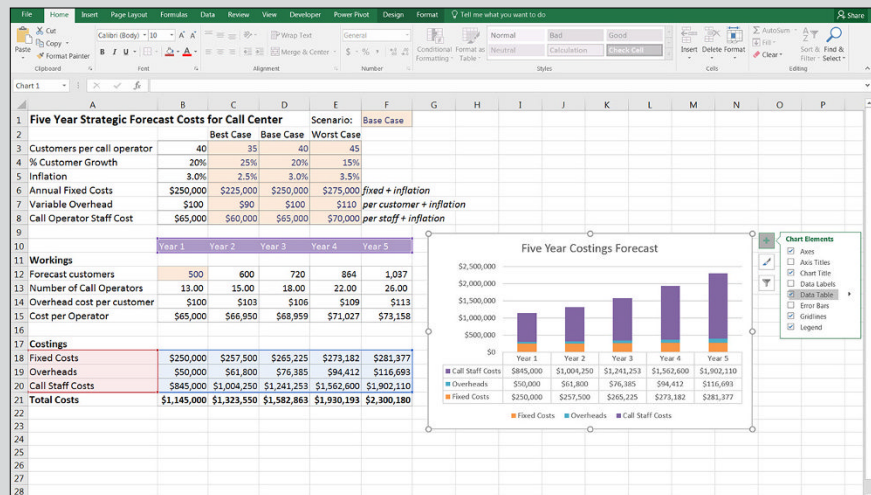 File Home Insert Page Layout Formulas Data Review View Developer Power Pivot Design Format Tell me what you want to do Share
Cut Calibri (Body) 10 A A Wrap Text General Normal Bad Good AutoSum
Copy Fill
Paste Format Painter B I U A Merge & Center $ % Conditional Formatting Format as Table Neutral Calculation Check Cell Insert Delete Format Clear Sort & Filter Find & Select
Clipboard Font Alignment Number Styles Cells Editing
Chart 1 fx
A B C D E F G H I J K L M N O P
1 Five Year Strategic Forecast Costs for Call Center Scenario: Base Case
2 Best Case Base Case Worst Case
3 Customers per call operator 40 35 40 45
4 % Customer Growth 20% 25% 20% 15%
5 Inflation 3.0% 2.5% 3.0% 3.5%
6 Annual Fixed Costs $250,000 $225,000 $250,000 $275,000 fixed + inflation
7 Variable Overhead $100 $90 $100 $110 per customer + inflation
8 Call Operator Staff Cost $65,000 $60,000 $65,000 $70,000 per staff + inflation
9
10 Year 1 Year 2 Year 3 Year 4 Year 5
11 Workings
12 Forecast customers 500 600 720 864 1,037
13 Number of Call Operators 13.00 15.00 18.00 22.00 26.00
14 Overhead cost per customer $100 $103 $106 $109 $113
15 Cost per Operator $65,000 $66,950 $68,959 $71,027 $73,158
16
17 Costings
18 Fixed Costs $250,000 $257,500 $265,225 $273,182 $281,377
19 Overheads $50,000 $61,800 $76,385 $94,412 $116,693
20 Call Staff Costs $845,000 $1,004,250 $1,241,253 $1,562,600 $1,902,110
21 Total Costs $1,145,000 $1,323,550 $1,582,863 $1,930,193 $2,300,180
22
23
24
25
26
27
28
Five Year Costings Forecast
$2,500,000
$2,000,000
$1,500,000
$1,000,000
$500,000
$0
Year 1 Year 2 Year 3 Year 4 Year 5
Call Staff Costs $845,000 $1,004,250 $1,241,253 $1,562,600 $1,902,110
Overheads $50,000 $61,800 $76,385 $94,412 $116,693
Fixed Costs $250,000 $257,500 $265,225 $273,182 $281,377
Fixed Costs Overheads Call Staff Costs
Chart Elements
Axes
Axis Titles
Chart Title
Data Labels
Data Table
Error Bars
Gridlines
Legend